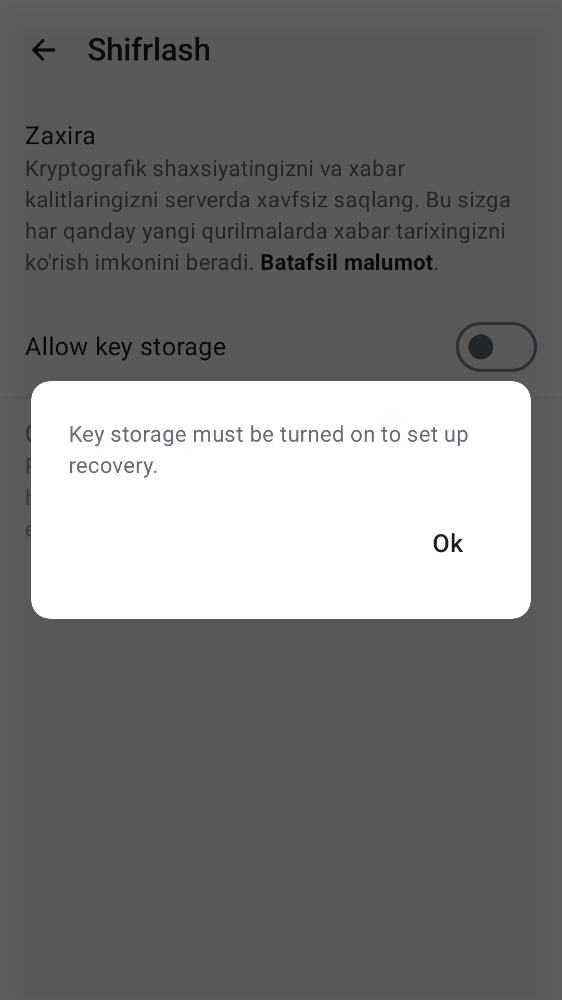 Shifrlash
Zaxira
Kryptografik shaxsiyatingizni va xabar
kalitlaringizni serverda xavfsiz saqlang. Bu sizga
har qanday yangi qurilmalarda xabar tarixingizni
ko'rish imkonini beradi. Batafsil malumot.
Allow key storage
Key storage must be turned on to set up
recovery.
Ok